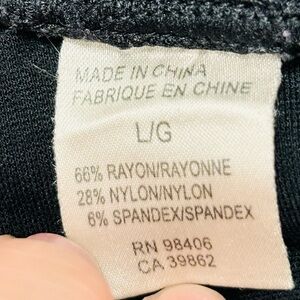 MADE IN CHINA
FABRIQUE EN CHINE
L/G
66% RAYON/RAYONNE
28% NYLON/NYLON
6% SPANDEX/SPANDEX
RN 98406
CA 39862